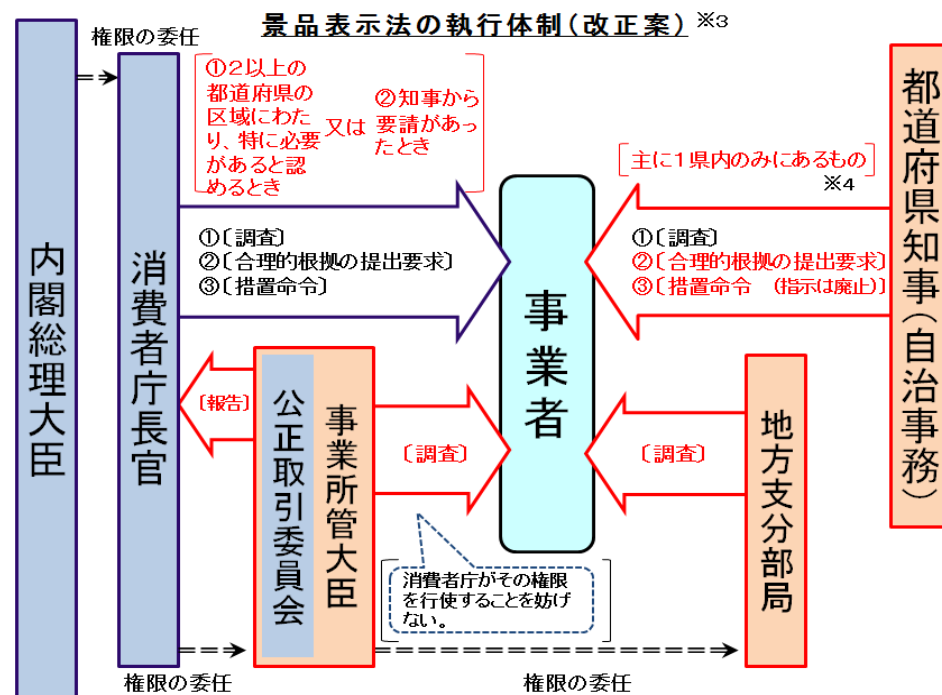 景品表示法の執行体制(改正案) ※3
権限の委任
①２以上の
都道府県の
区域にわた
り、特に必要
があると認
めるとき
又は
②知事から
要請があっ
たとき
〔主に１県内のみにあるもの〕
※4
①〔調査〕
②〔合理的根拠の提出要求〕
③〔措置命令〕
①〔調査〕
②〔合理的根拠の提出要求〕
③〔措置命令　(指示は廃止)〕
内閣総理大臣
消費者庁長官
事業者
都道府県知事(自治事務)
〔報告〕
公正取引委員会
事業所管大臣
〔調査〕
〔調査〕
地方支分部局
消費者庁がその権限
を行使することを妨げ
ない。
権限の委任
権限の委任